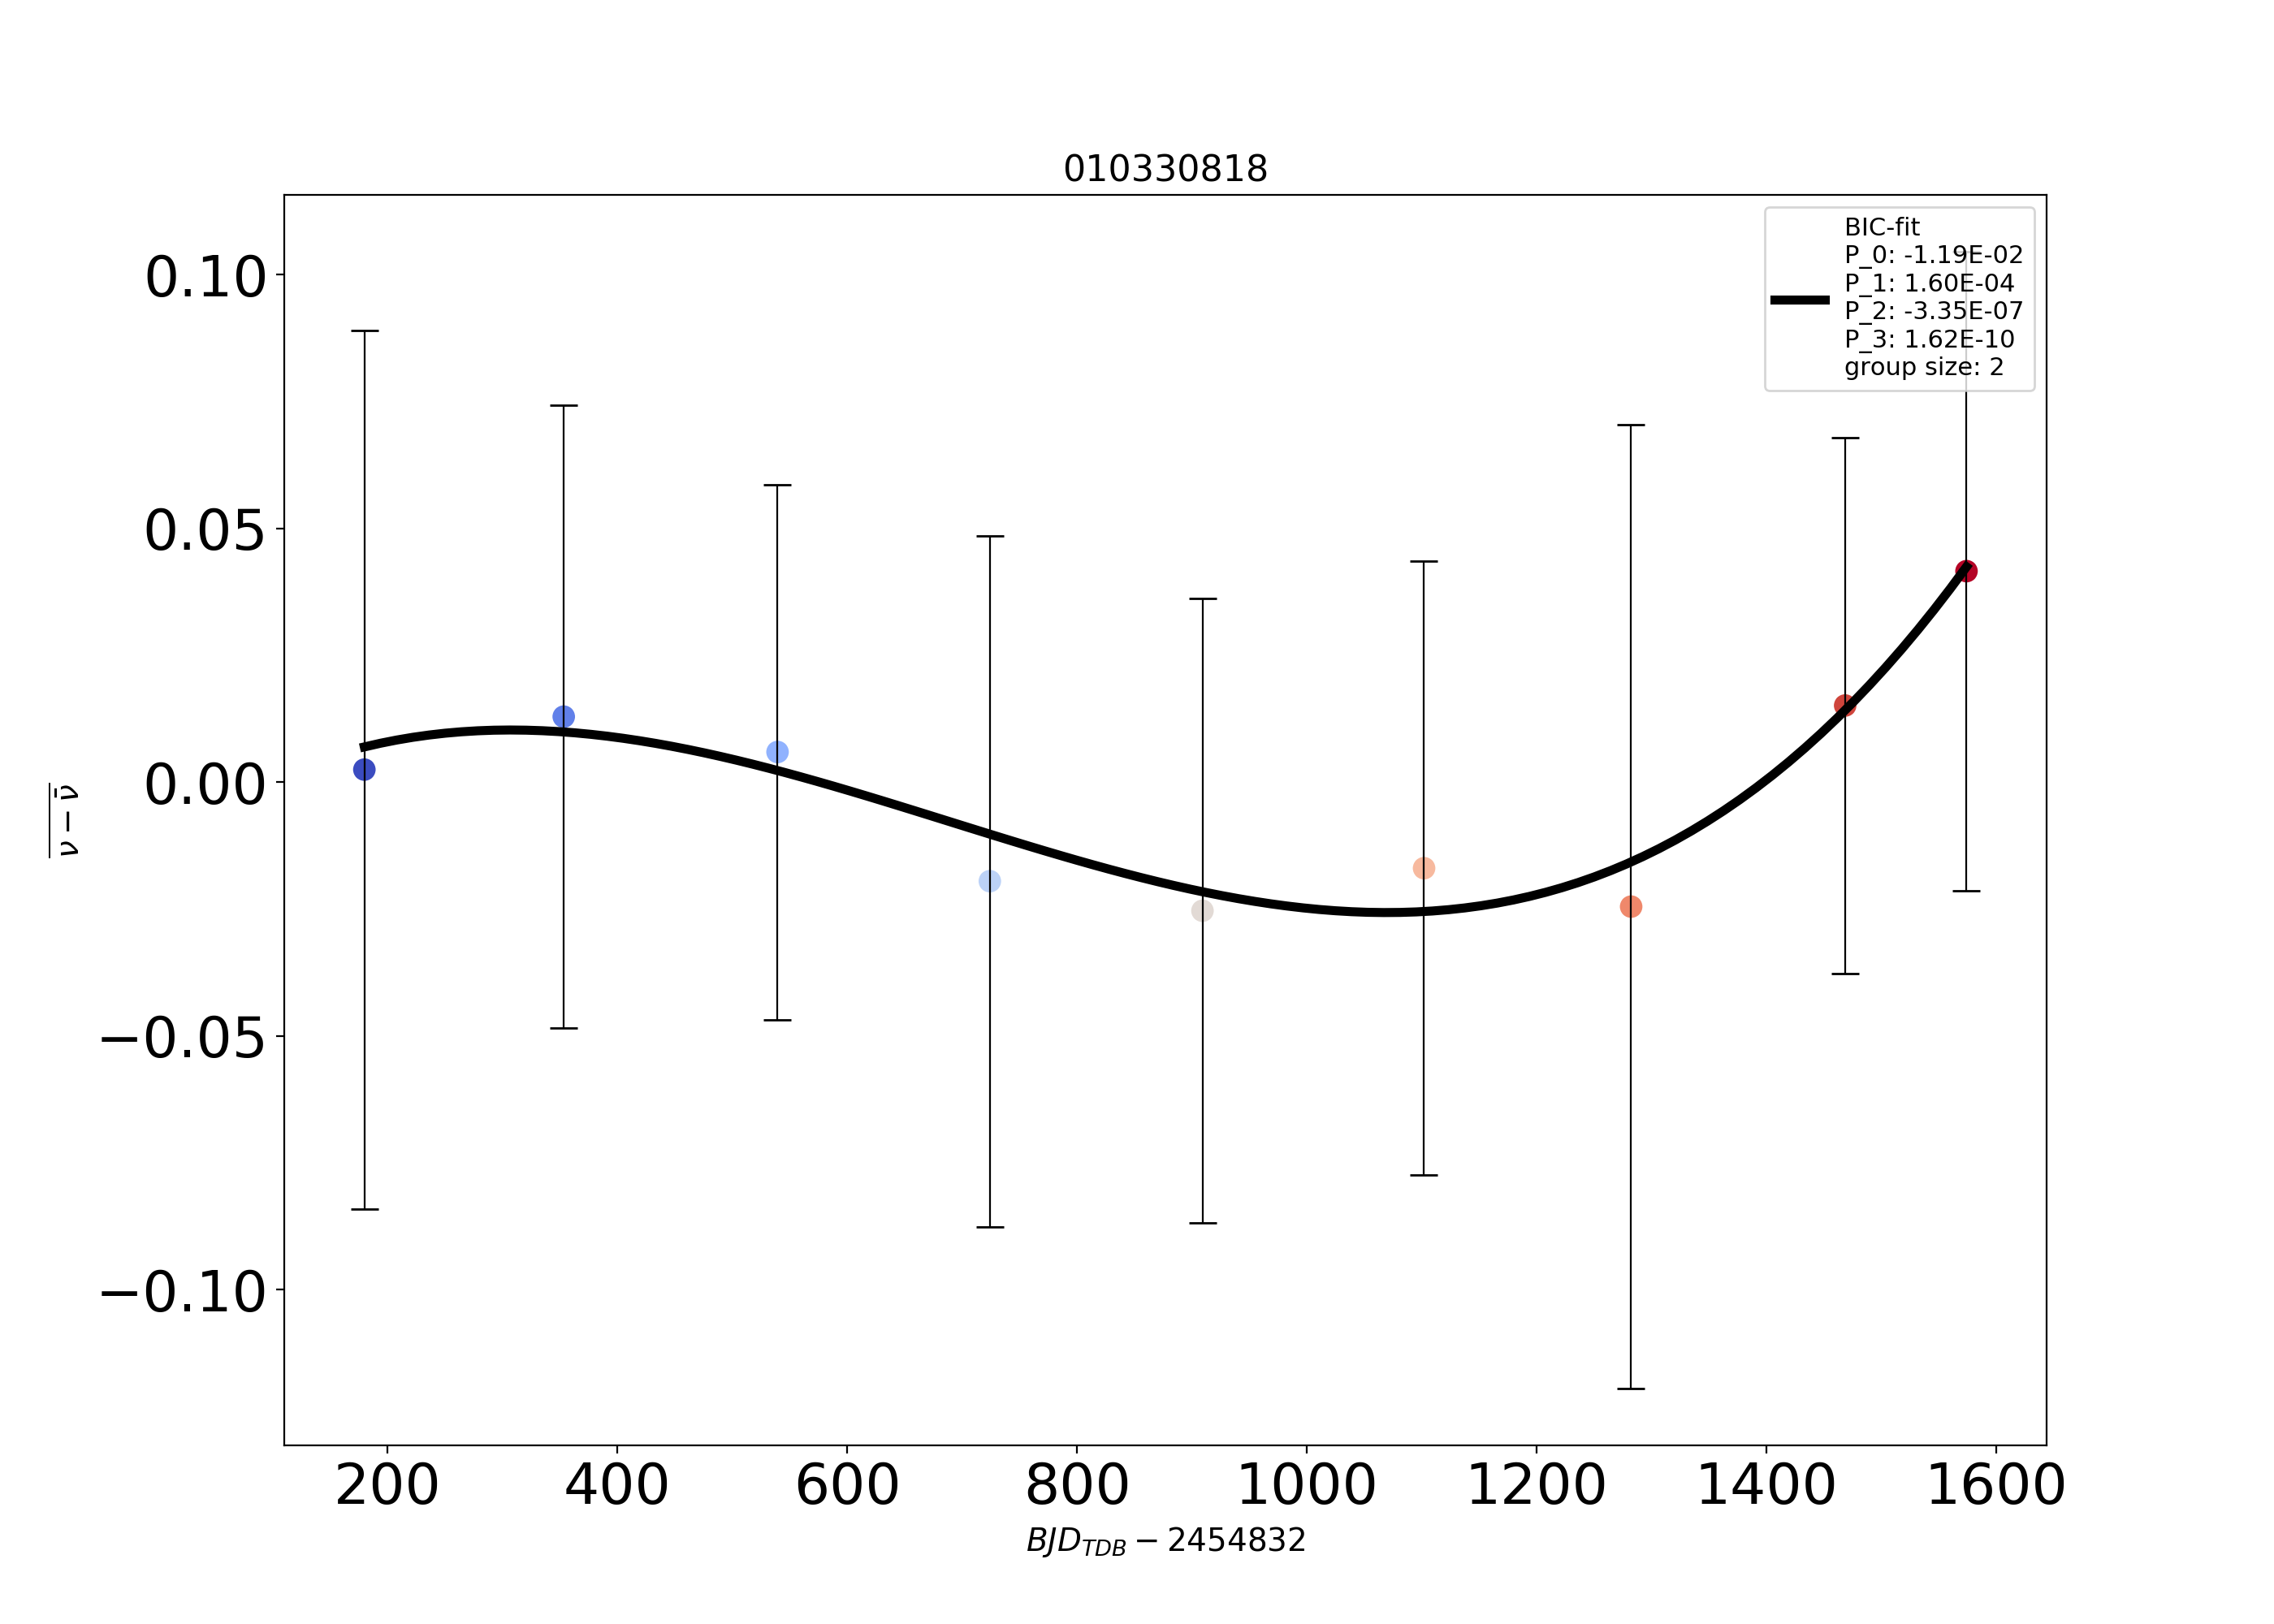 010330818
BIC-fit
P_0: -1.19E-02
P_1: 1.60E-04
P_2: -3.35E-07
P_3: 1.62E-10
group size: 2
0.10
0.05
0.00
−0.05
−0.10
ν − ν̄
200 400 600 800 1000 1200 1400 1600
BJD_TDB − 2454832